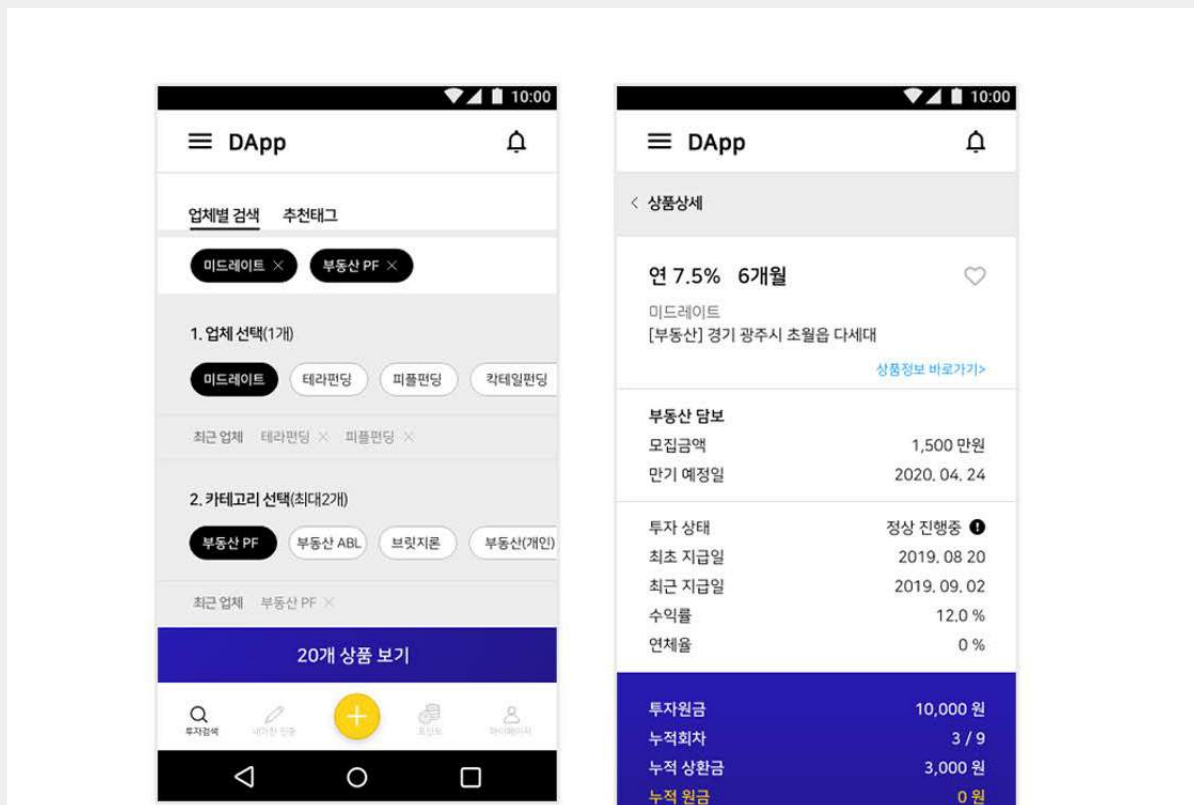 10:00
DApp
업체별 검색 추천태그
미드레이트 × 부동산 PF ×
1. 업체 선택(1개)
미드레이트 테라펀딩 피플펀딩 칵테일펀딩
최근 업체 테라펀딩 × 피플펀딩 ×
2. 카테고리 선택(최대2개)
부동산 PF 부동산 ABL 브릿지론 부동산(개인)
최근 업체 부동산 PF ×
20개 상품 보기
투자검색 포인트 마이페이지
10:00
DApp
< 상품상세
연 7.5% 6개월
미드레이트
[부동산] 경기 광주시 초월읍 다세대
상품정보 바로가기>
부동산 담보
모집금액 1,500 만원
만기 예정일 2020. 04. 24
투자 상태 정상 진행중
최초 지급일 2019. 08 20
최근 지급일 2019. 09. 02
수익률 12.0 %
연체율 0 %
투자원금 10,000 원
누적회차 3 / 9
누적 상환금 3,000 원
누적 원금 0 원